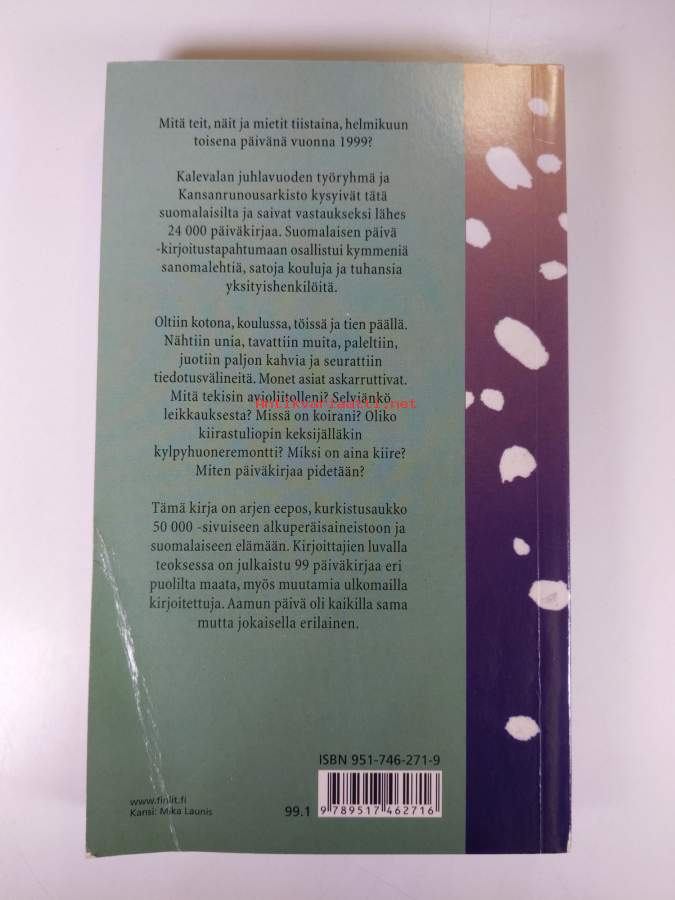 Mitä teit, näit ja mietit tiistaina, helmikuun
toisena päivänä vuonna 1999?
Kalevalan juhlavuoden työryhmä ja
Kansanrunousarkisto kysyivät tätä
suomalaisilta ja saivat vastaukseksi lähes
24 000 päiväkirjaa. Suomalaisen päivä
-kirjoitustapahtumaan osallistui kymmeniä
sanomalehtiä, satoja kouluja ja tuhansia
yksityishenkilöitä.
Oltiin kotona, koulussa, töissä ja tien päällä.
Nähtiin unia, tavattiin muita, paleltiin,
juotiin paljon kahvia ja seurattiin
tiedotusvälineitä. Monet asiat askarruttivat.
Mitä tekisin avioliitolleni? Selviänkö
antikvariaatti.net
leikkauksesta? Missä on koirani? Oliko
kiirastuliopin keksijälläkin
kylpyhuoneremontti? Miksi on aina kiire?
Miten päiväkirjaa pidetään?
Tämä kirja on arjen eepos, kurkistusaukko
50 000 -sivuiseen alkuperäisaineistoon ja
suomalaiseen elämään. Kirjoittajien luvalla
teoksessa on julkaistu 99 päiväkirjaa eri
puolilta maata, myös muutamia ulkomailla
kirjoitettuja. Aamun päivä oli kaikilla sama
mutta jokaisella erilainen.
ISBN 951-746-271-9
www.finlit.fi
Kansi: Mika Launis
99.1
9 789517 462716